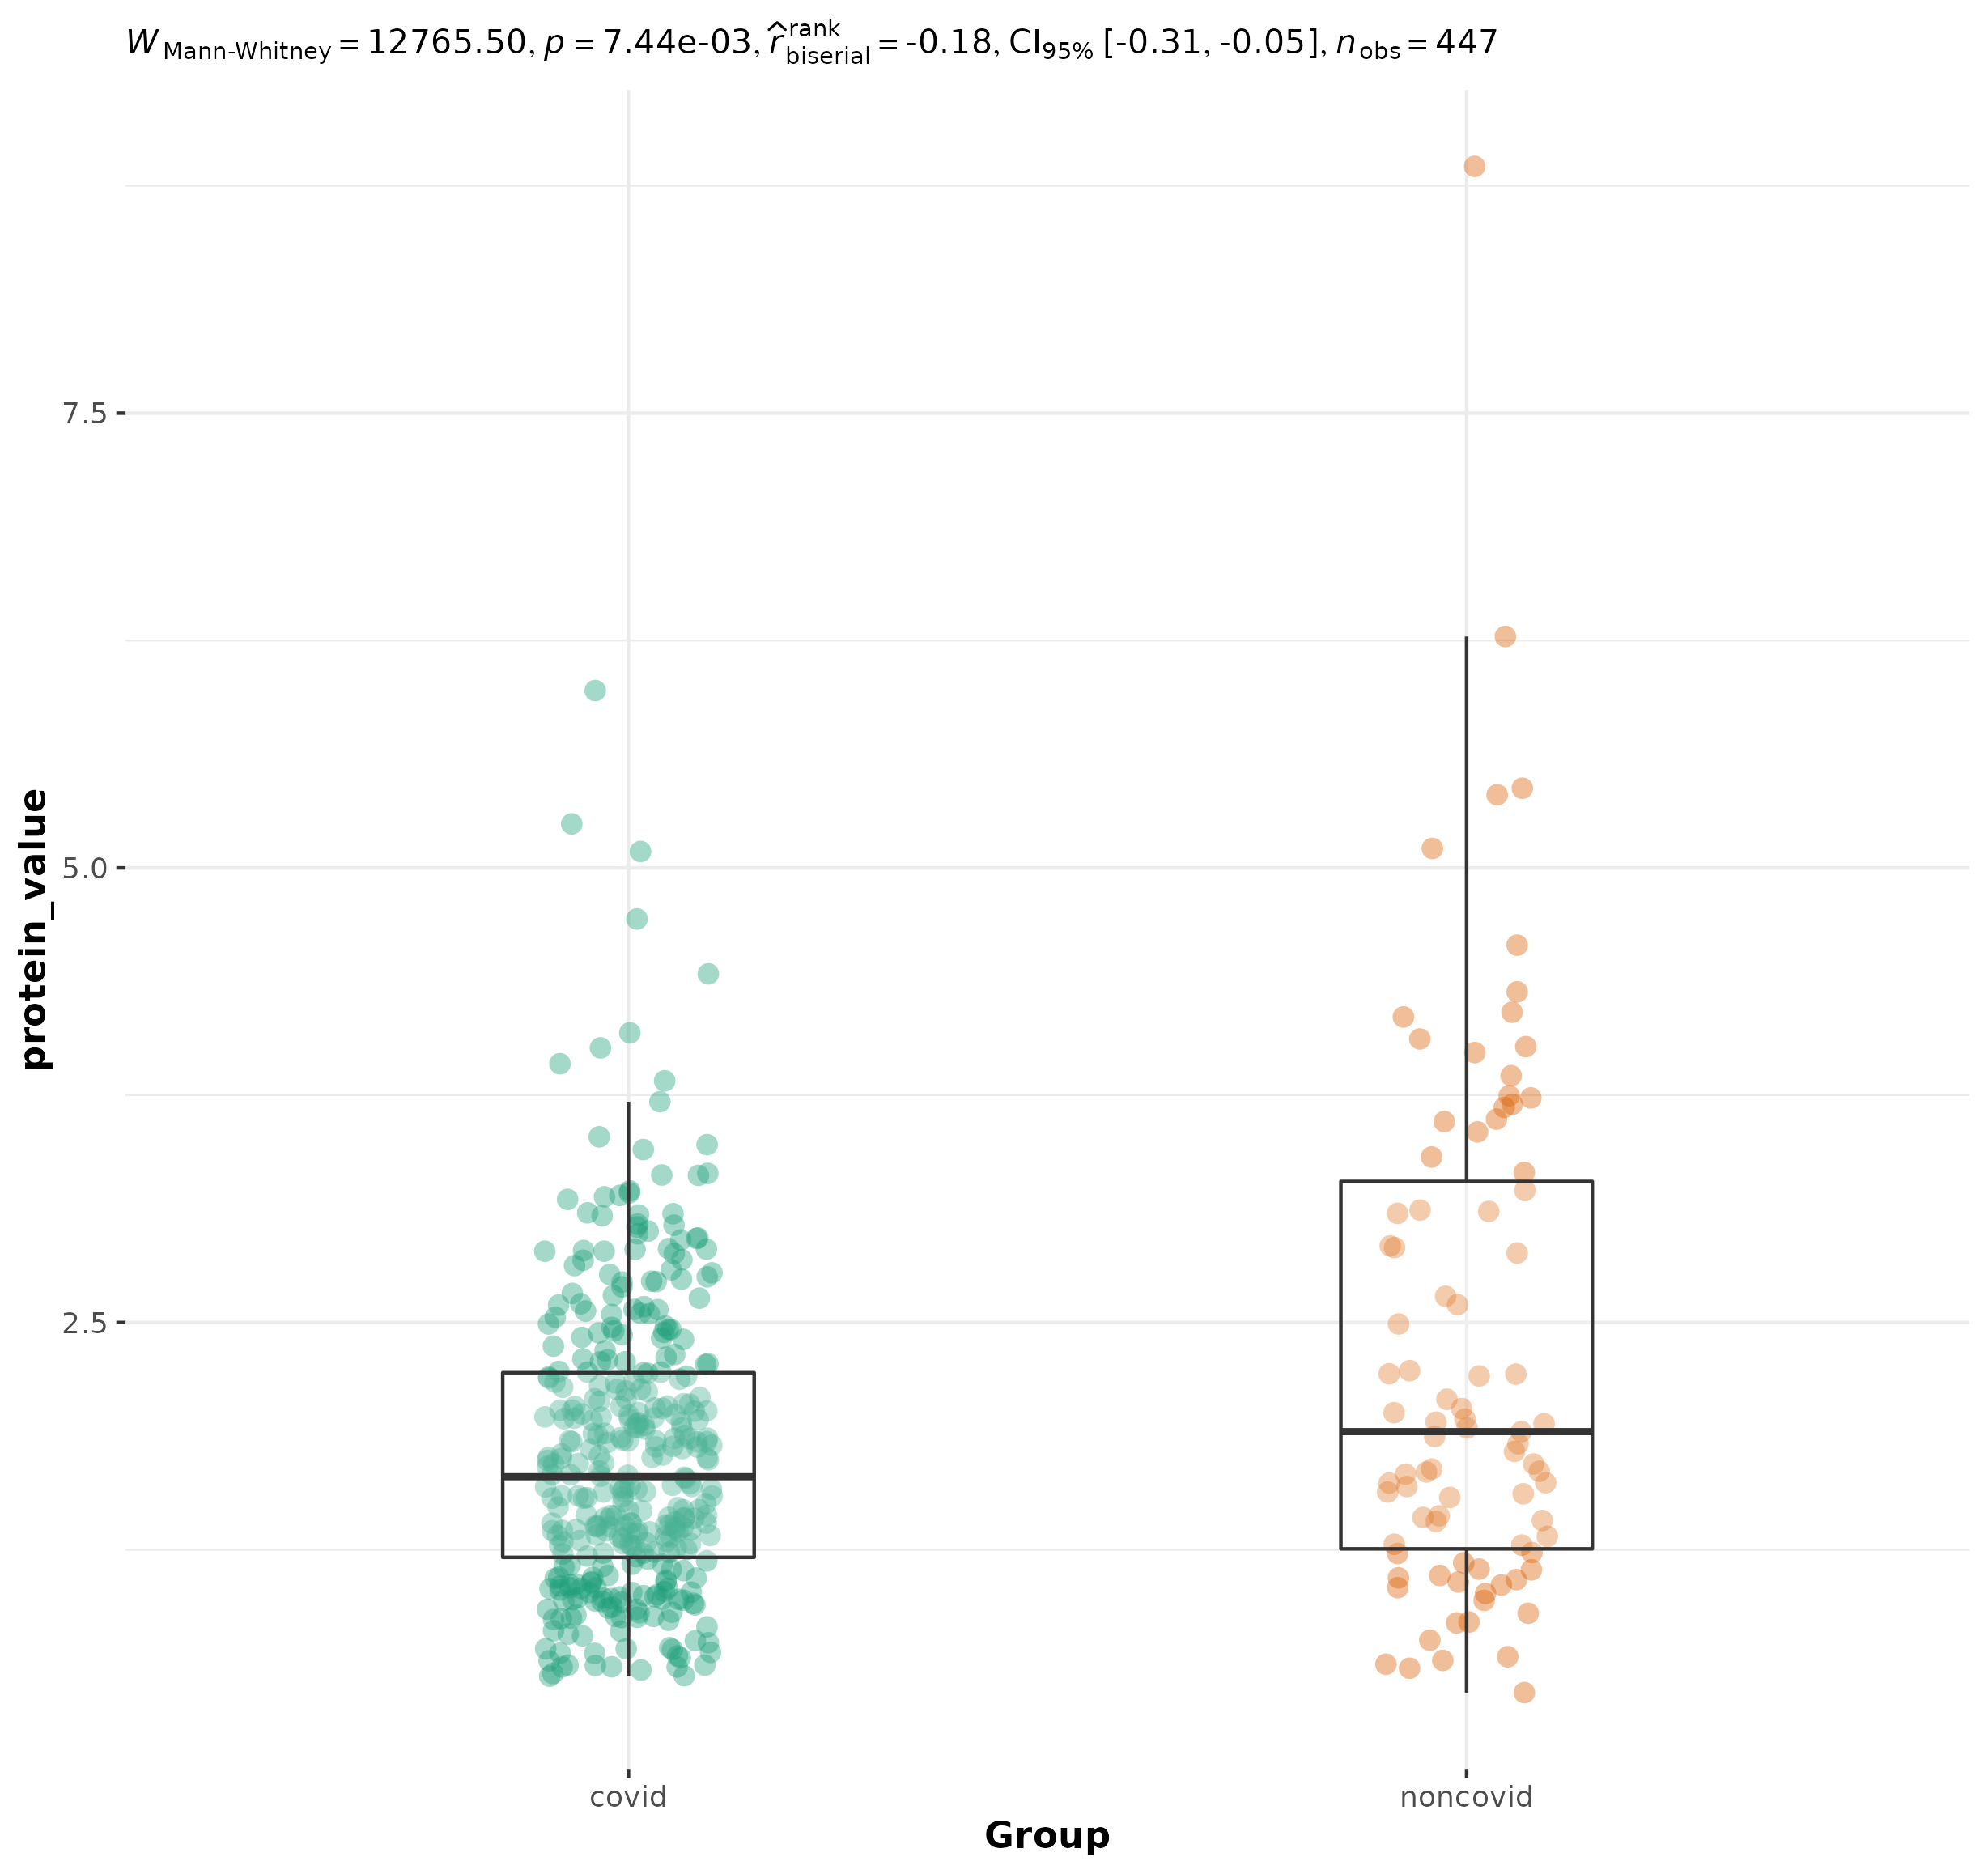 W Mann-Whitney = 12765.50, p = 7.44e-03, r̂ rank biserial = -0.18, CI95% [-0.31, -0.05], n obs = 447
7.5
5.0
2.5
protein_value
covid noncovid
Group